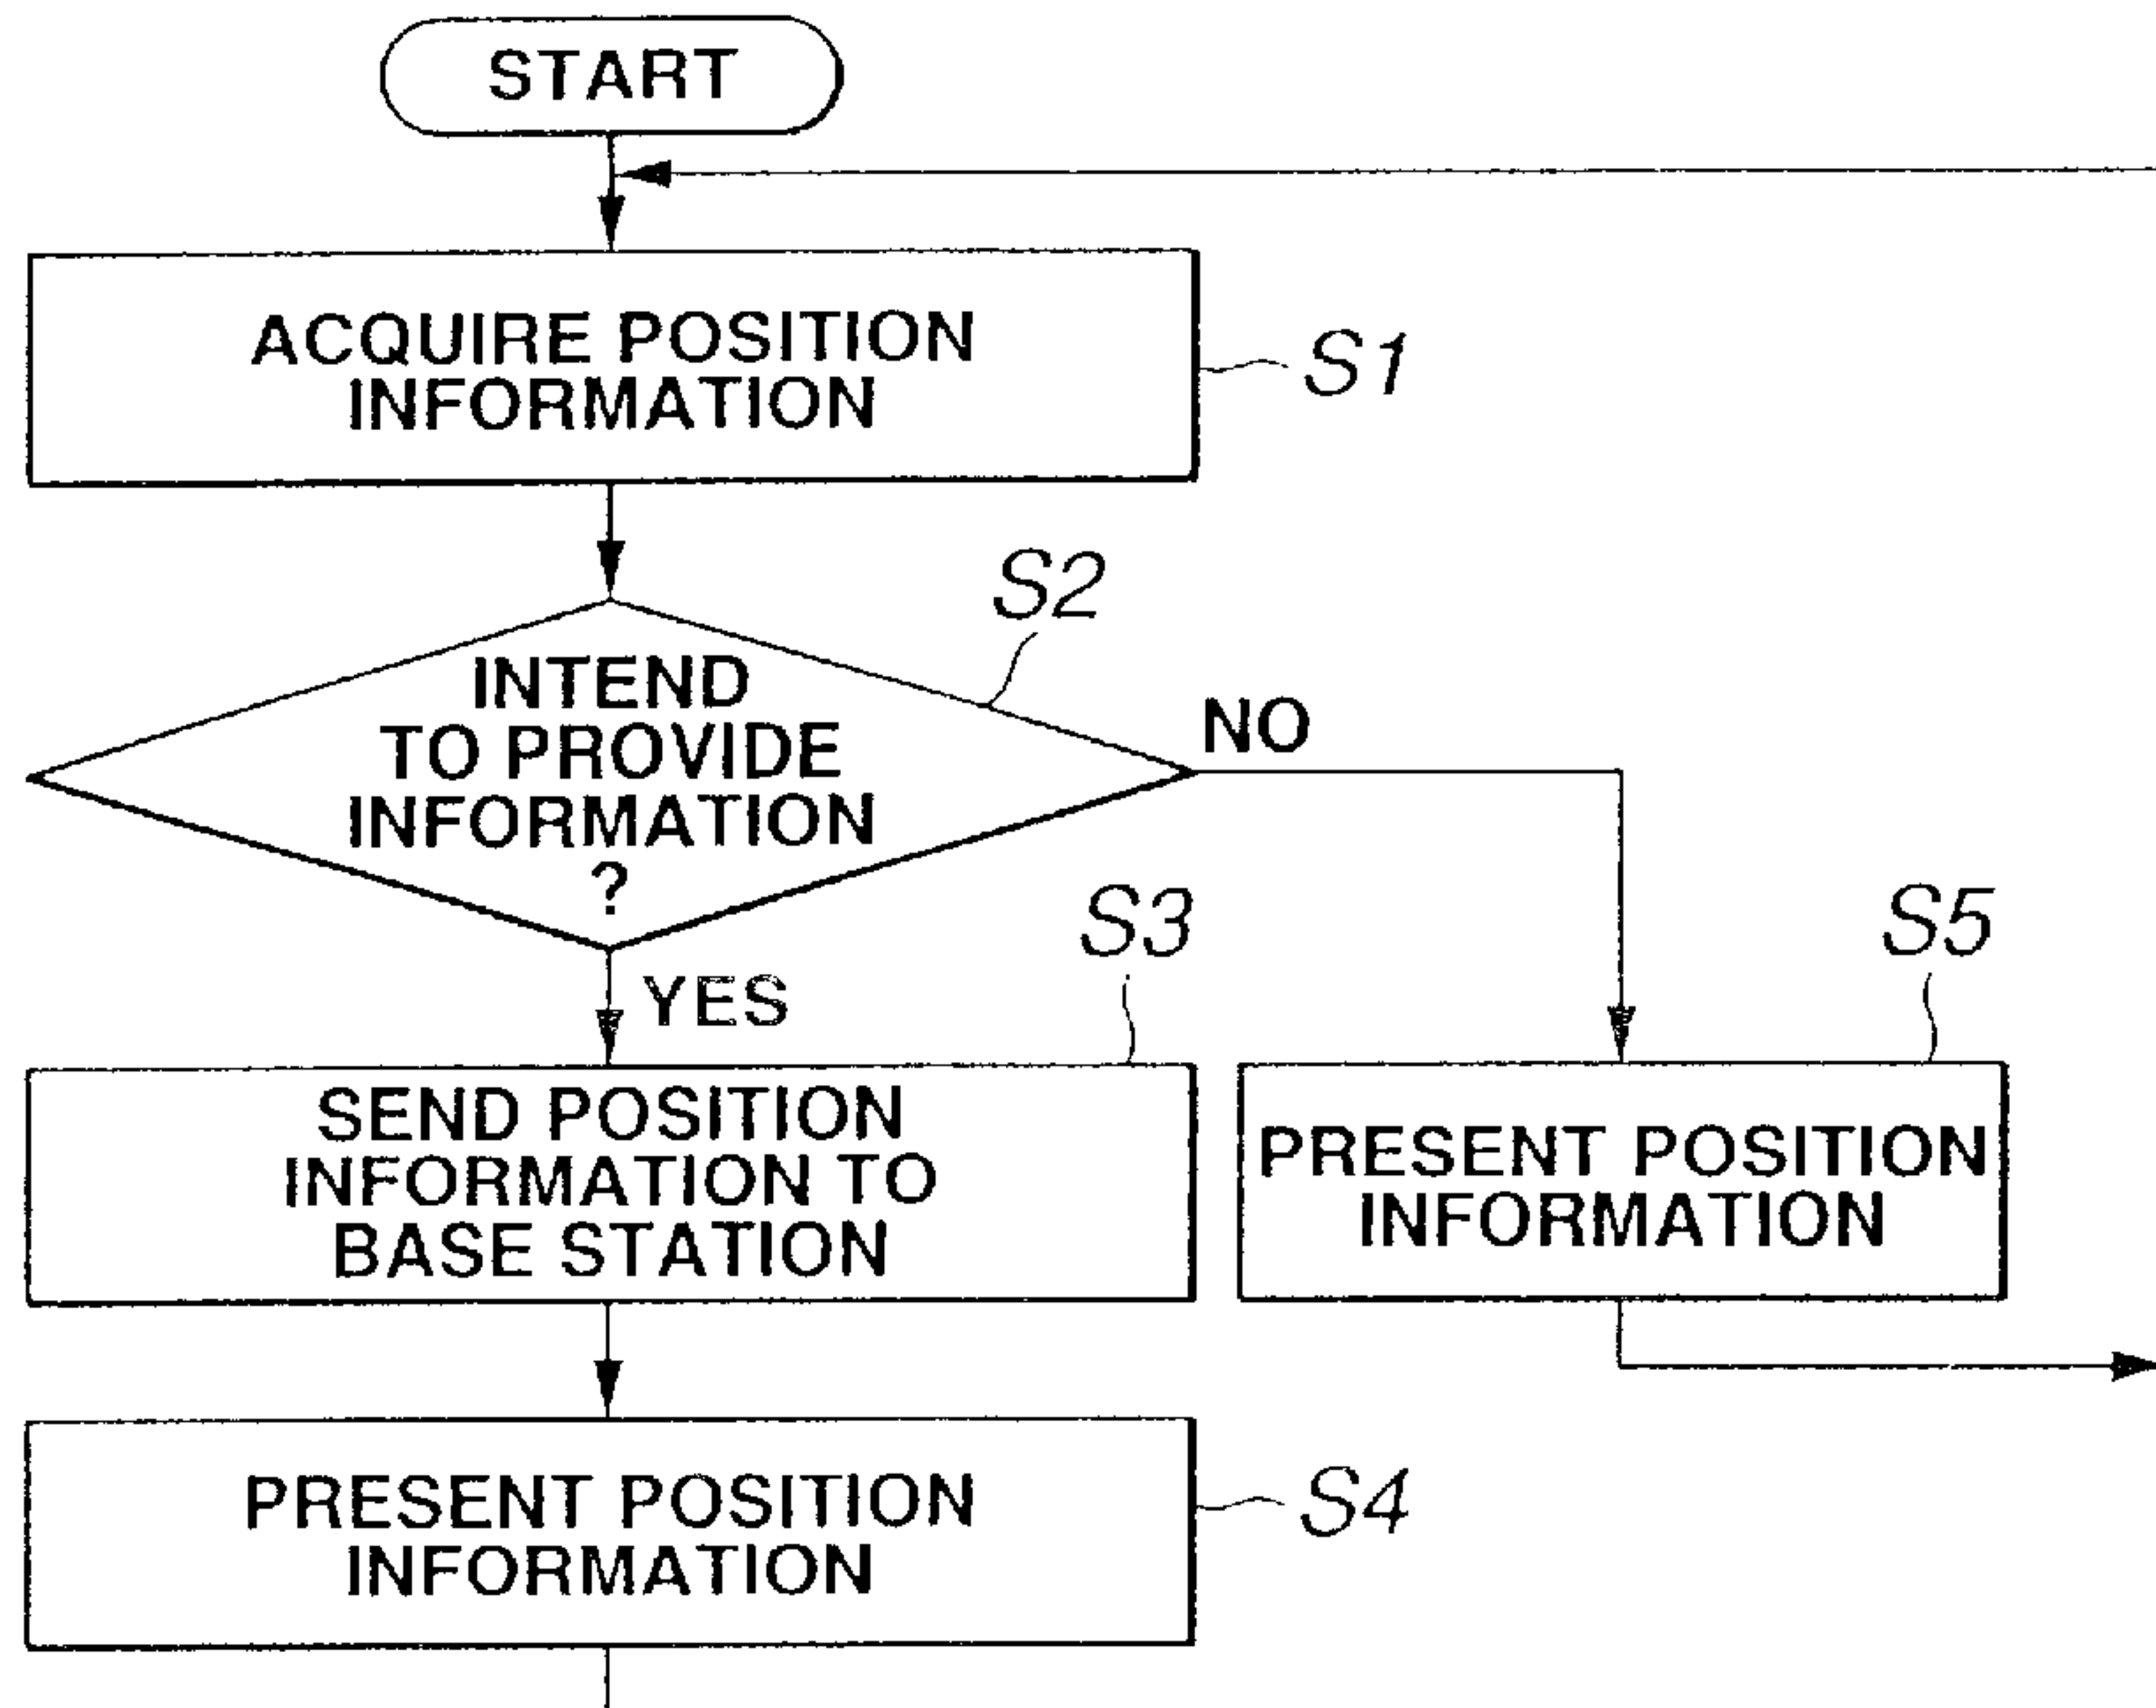 START
ACQUIRE POSITION
INFORMATION
S1
S2
INTEND
TO PROVIDE
INFORMATION
?
NO
YES
S3
SEND POSITION
INFORMATION TO
BASE STATION
S5
PRESENT POSITION
INFORMATION
PRESENT POSITION
INFORMATION
S4